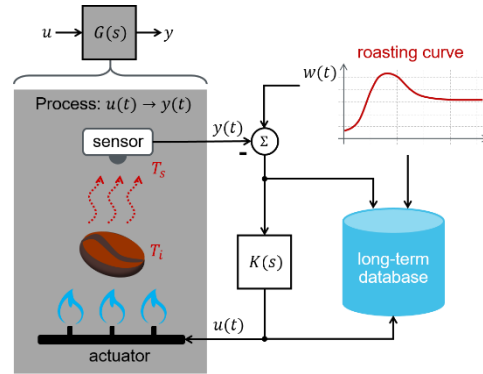 u
G(s)
y
roasting curve
w(t)
Process: u(t) → y(t)
y(t)
sensor
Σ
-
T_s
T_i
K(s)
long-term
database
u(t)
actuator